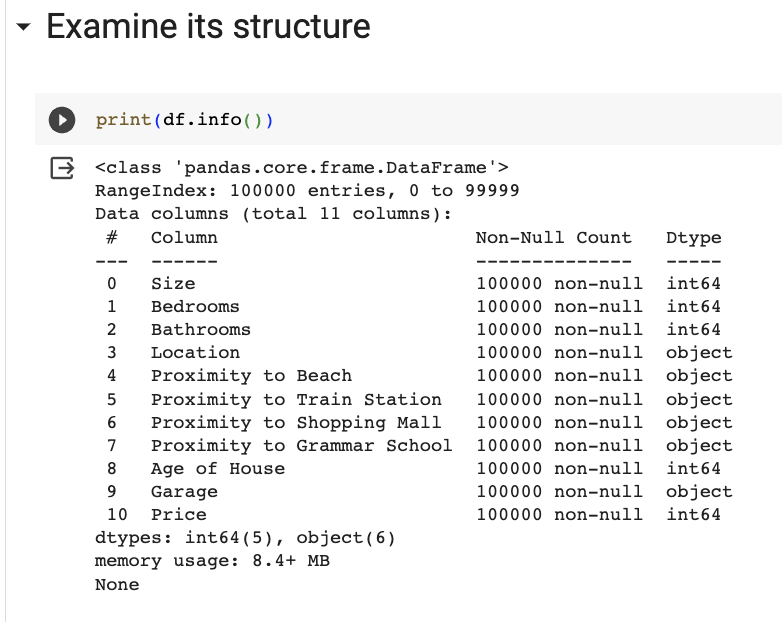 Examine its structure
print(df.info())
<class 'pandas.core.frame.DataFrame'>
RangeIndex: 100000 entries, 0 to 99999
Data columns (total 11 columns):
 #   Column                      Non-Null Count   Dtype
---  ------                      --------------   -----
 0   Size                        100000 non-null  int64
 1   Bedrooms                    100000 non-null  int64
 2   Bathrooms                   100000 non-null  int64
 3   Location                    100000 non-null  object
 4   Proximity to Beach          100000 non-null  object
 5   Proximity to Train Station  100000 non-null  object
 6   Proximity to Shopping Mall  100000 non-null  object
 7   Proximity to Grammar School 100000 non-null  object
 8   Age of House                100000 non-null  int64
 9   Garage                      100000 non-null  object
 10  Price                       100000 non-null  int64
dtypes: int64(5), object(6)
memory usage: 8.4+ MB
None